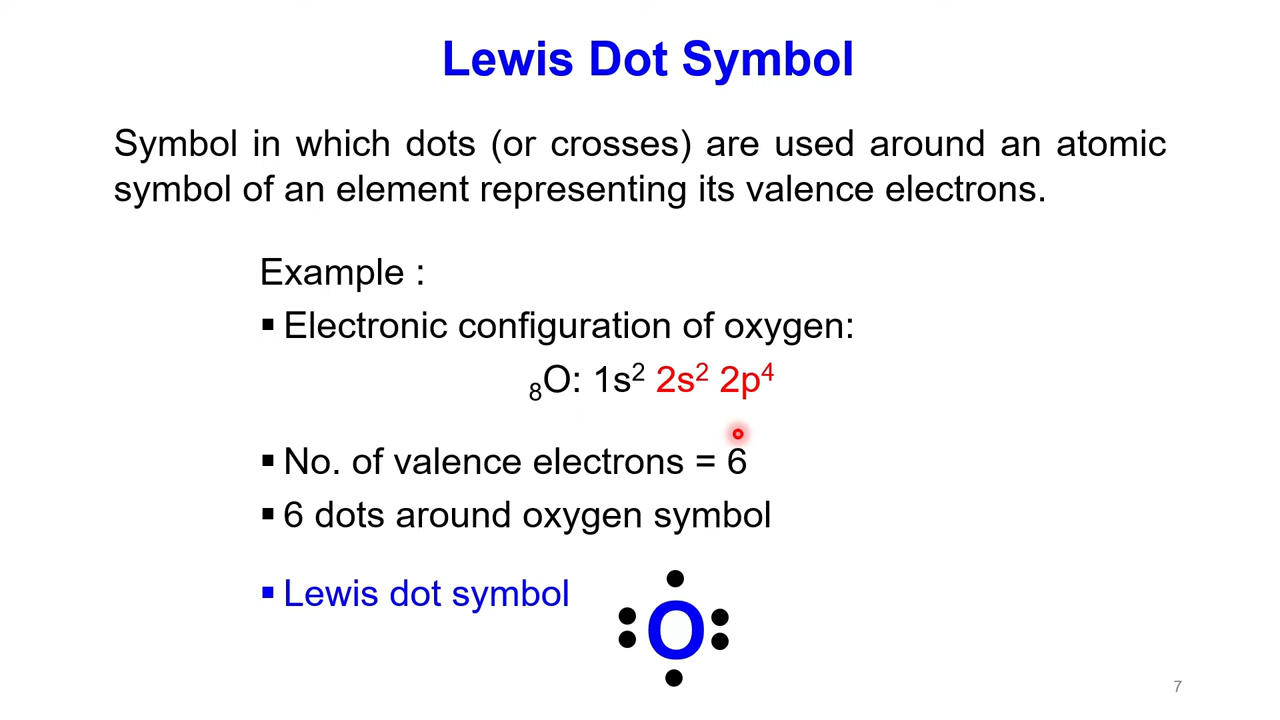 Lewis Dot Symbol
Symbol in which dots (or crosses) are used around an atomic
symbol of an element representing its valence electrons.
Example :
▪ Electronic configuration of oxygen:
₈O: 1s² 2s² 2p⁴
▪ No. of valence electrons = 6
▪ 6 dots around oxygen symbol
▪ Lewis dot symbol
O
7